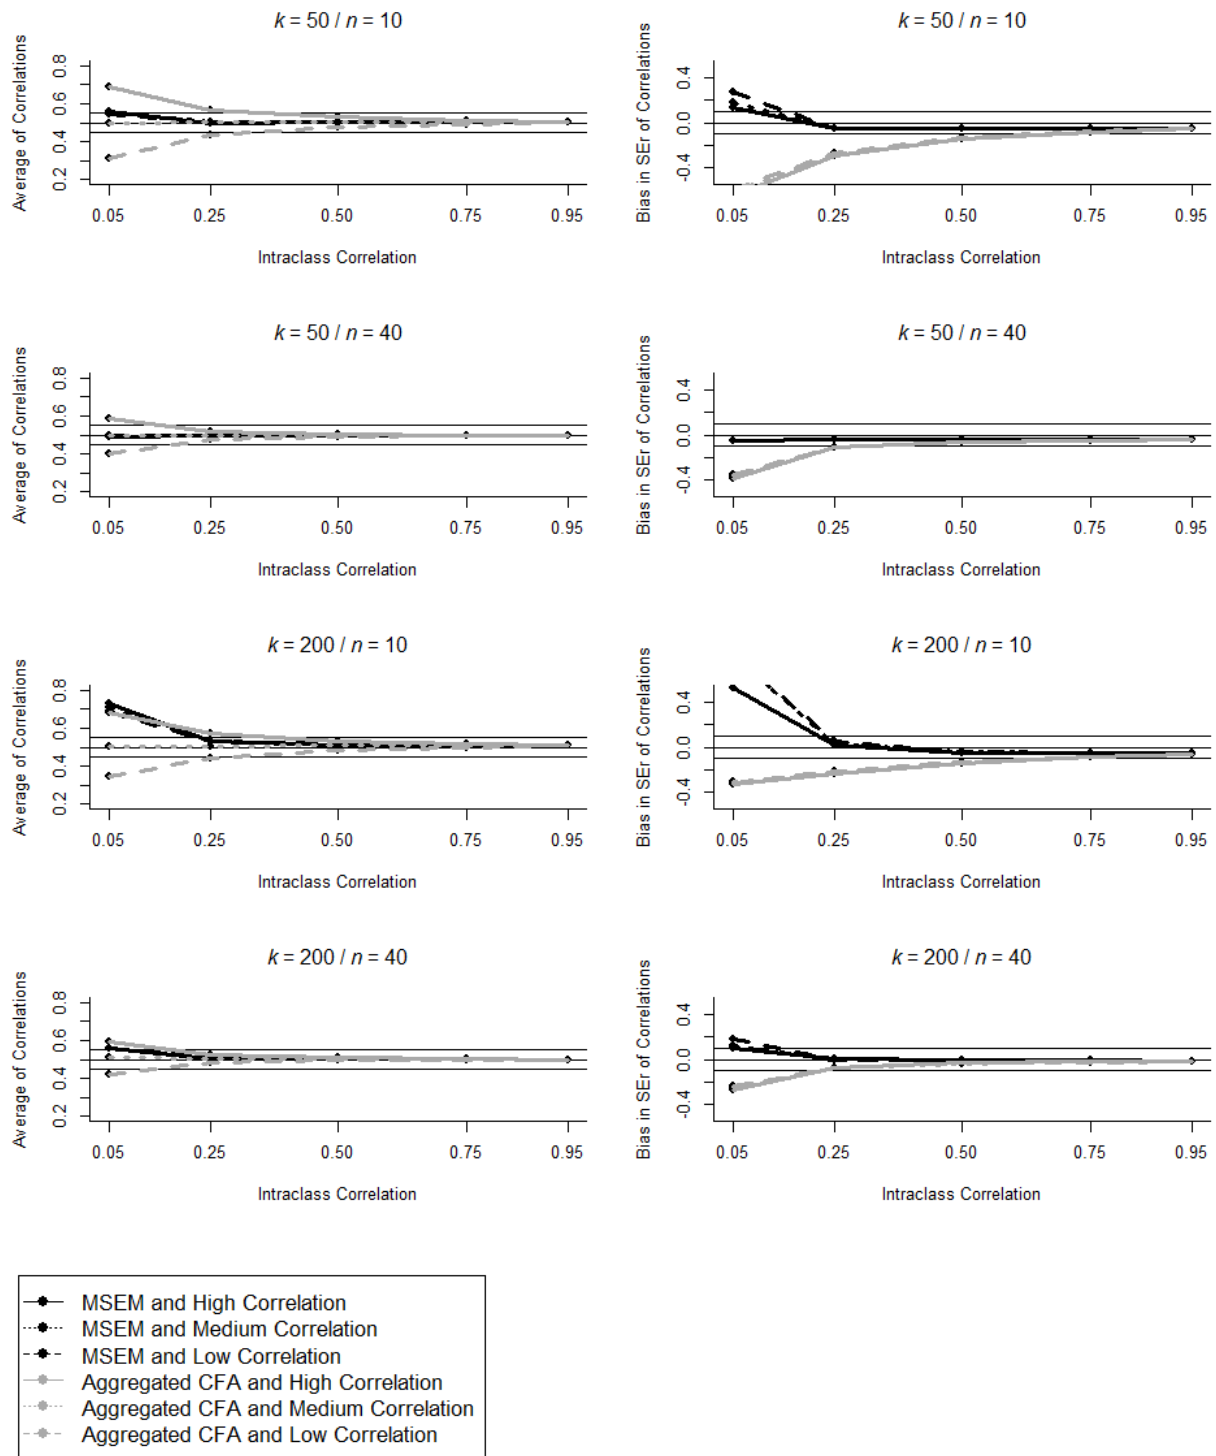 k = 50 / n = 10
Average of Correlations
0.2 0.4 0.6 0.8
0.05 0.25 0.50 0.75 0.95
Intraclass Correlation
k = 50 / n = 10
Bias in SEr of Correlations
-0.4 0.0 0.4
0.05 0.25 0.50 0.75 0.95
Intraclass Correlation
k = 50 / n = 40
Average of Correlations
0.2 0.4 0.6 0.8
0.05 0.25 0.50 0.75 0.95
Intraclass Correlation
k = 50 / n = 40
Bias in SEr of Correlations
-0.4 0.0 0.4
0.05 0.25 0.50 0.75 0.95
Intraclass Correlation
k = 200 / n = 10
Average of Correlations
0.2 0.4 0.6 0.8
0.05 0.25 0.50 0.75 0.95
Intraclass Correlation
k = 200 / n = 10
Bias in SEr of Correlations
-0.4 0.0 0.4
0.05 0.25 0.50 0.75 0.95
Intraclass Correlation
k = 200 / n = 40
Average of Correlations
0.2 0.4 0.6 0.8
0.05 0.25 0.50 0.75 0.95
Intraclass Correlation
k = 200 / n = 40
Bias in SEr of Correlations
-0.4 0.0 0.4
0.05 0.25 0.50 0.75 0.95
Intraclass Correlation
MSEM and High Correlation
MSEM and Medium Correlation
MSEM and Low Correlation
Aggregated CFA and High Correlation
Aggregated CFA and Medium Correlation
Aggregated CFA and Low Correlation